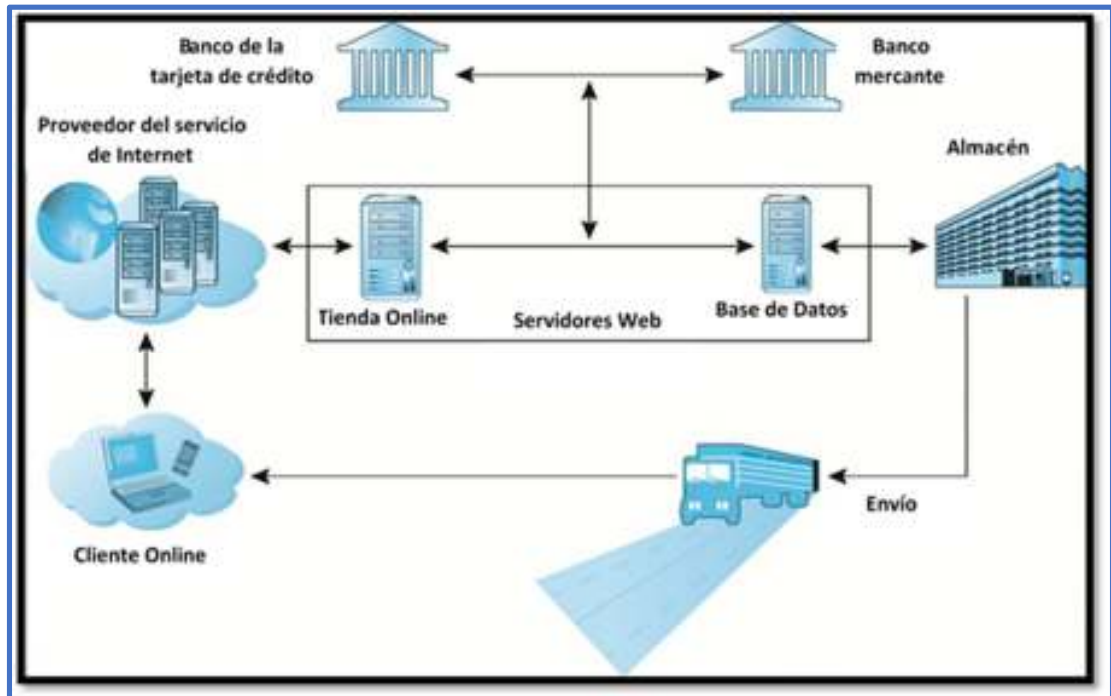 Banco de la
tarjeta de crédito
Banco
mercante
Proveedor del servicio
de Internet
Almacén
Tienda Online
Servidores Web
Base de Datos
Envío
Cliente Online